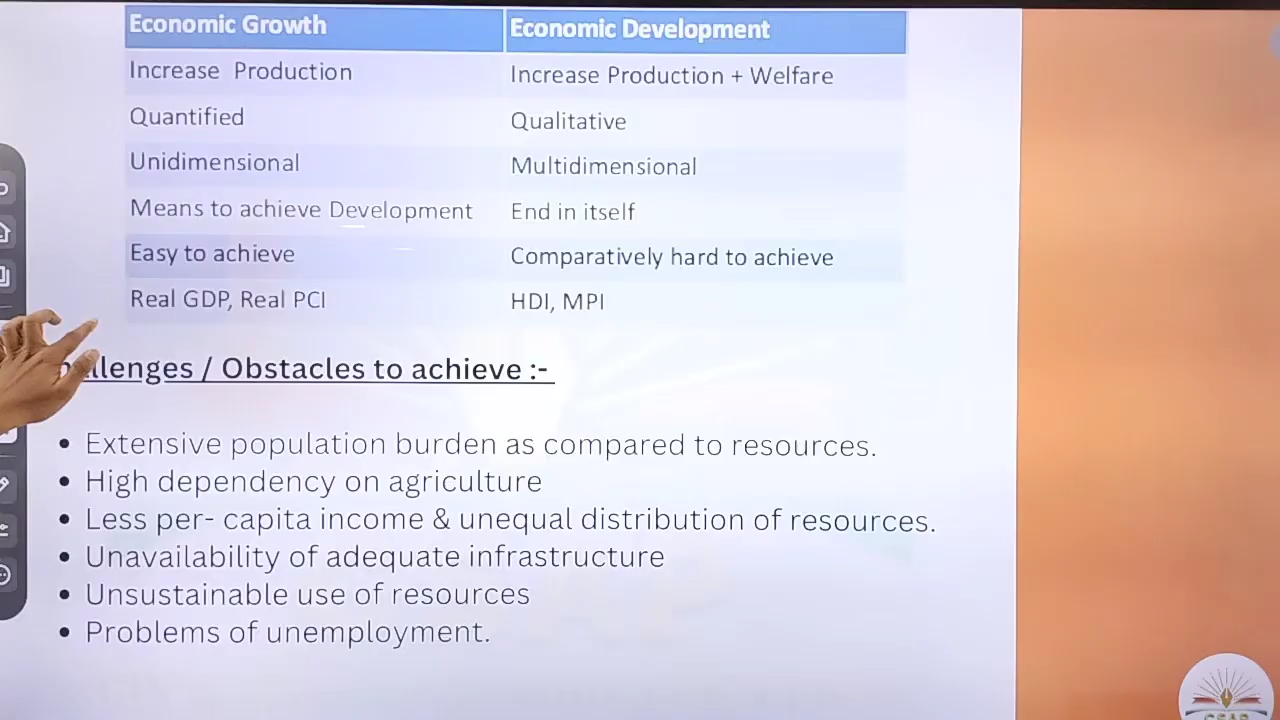 Economic Growth Economic Development
Increase Production Increase Production + Welfare
Quantified Qualitative
Unidimensional Multidimensional
Means to achieve Development End in itself
Easy to achieve Comparatively hard to achieve
Real GDP, Real PCI HDI, MPI
/ Obstacles to achieve :-
• Extensive population burden as compared to resources.
• High dependency on agriculture
• Less per- capita income & unequal distribution of resources.
• Unavailability of adequate infrastructure
• Unsustainable use of resources
• Problems of unemployment.